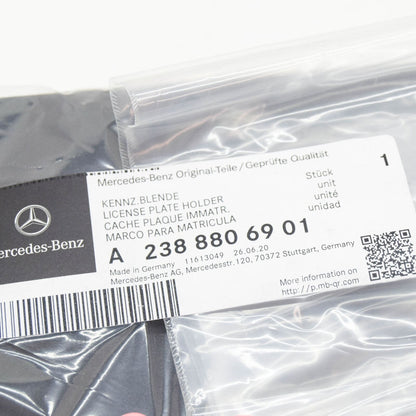 Mercedes-Benz Original-Teile / Geprüfte Qualität
KENNZ.BLENDE Stück 1
LICENSE PLATE HOLDER unit
CACHE PLAQUE IMMATR. unité
MARCO PARA MATRICULA unidad
A 238 880 69 01
Made in Germany 11613049 26.06.20
Mercedes-Benz AG, Mercedesstr.120, 70372 Stuttgart, Germany
More information on
http://p.mb-qr.com
ercedes-Benz